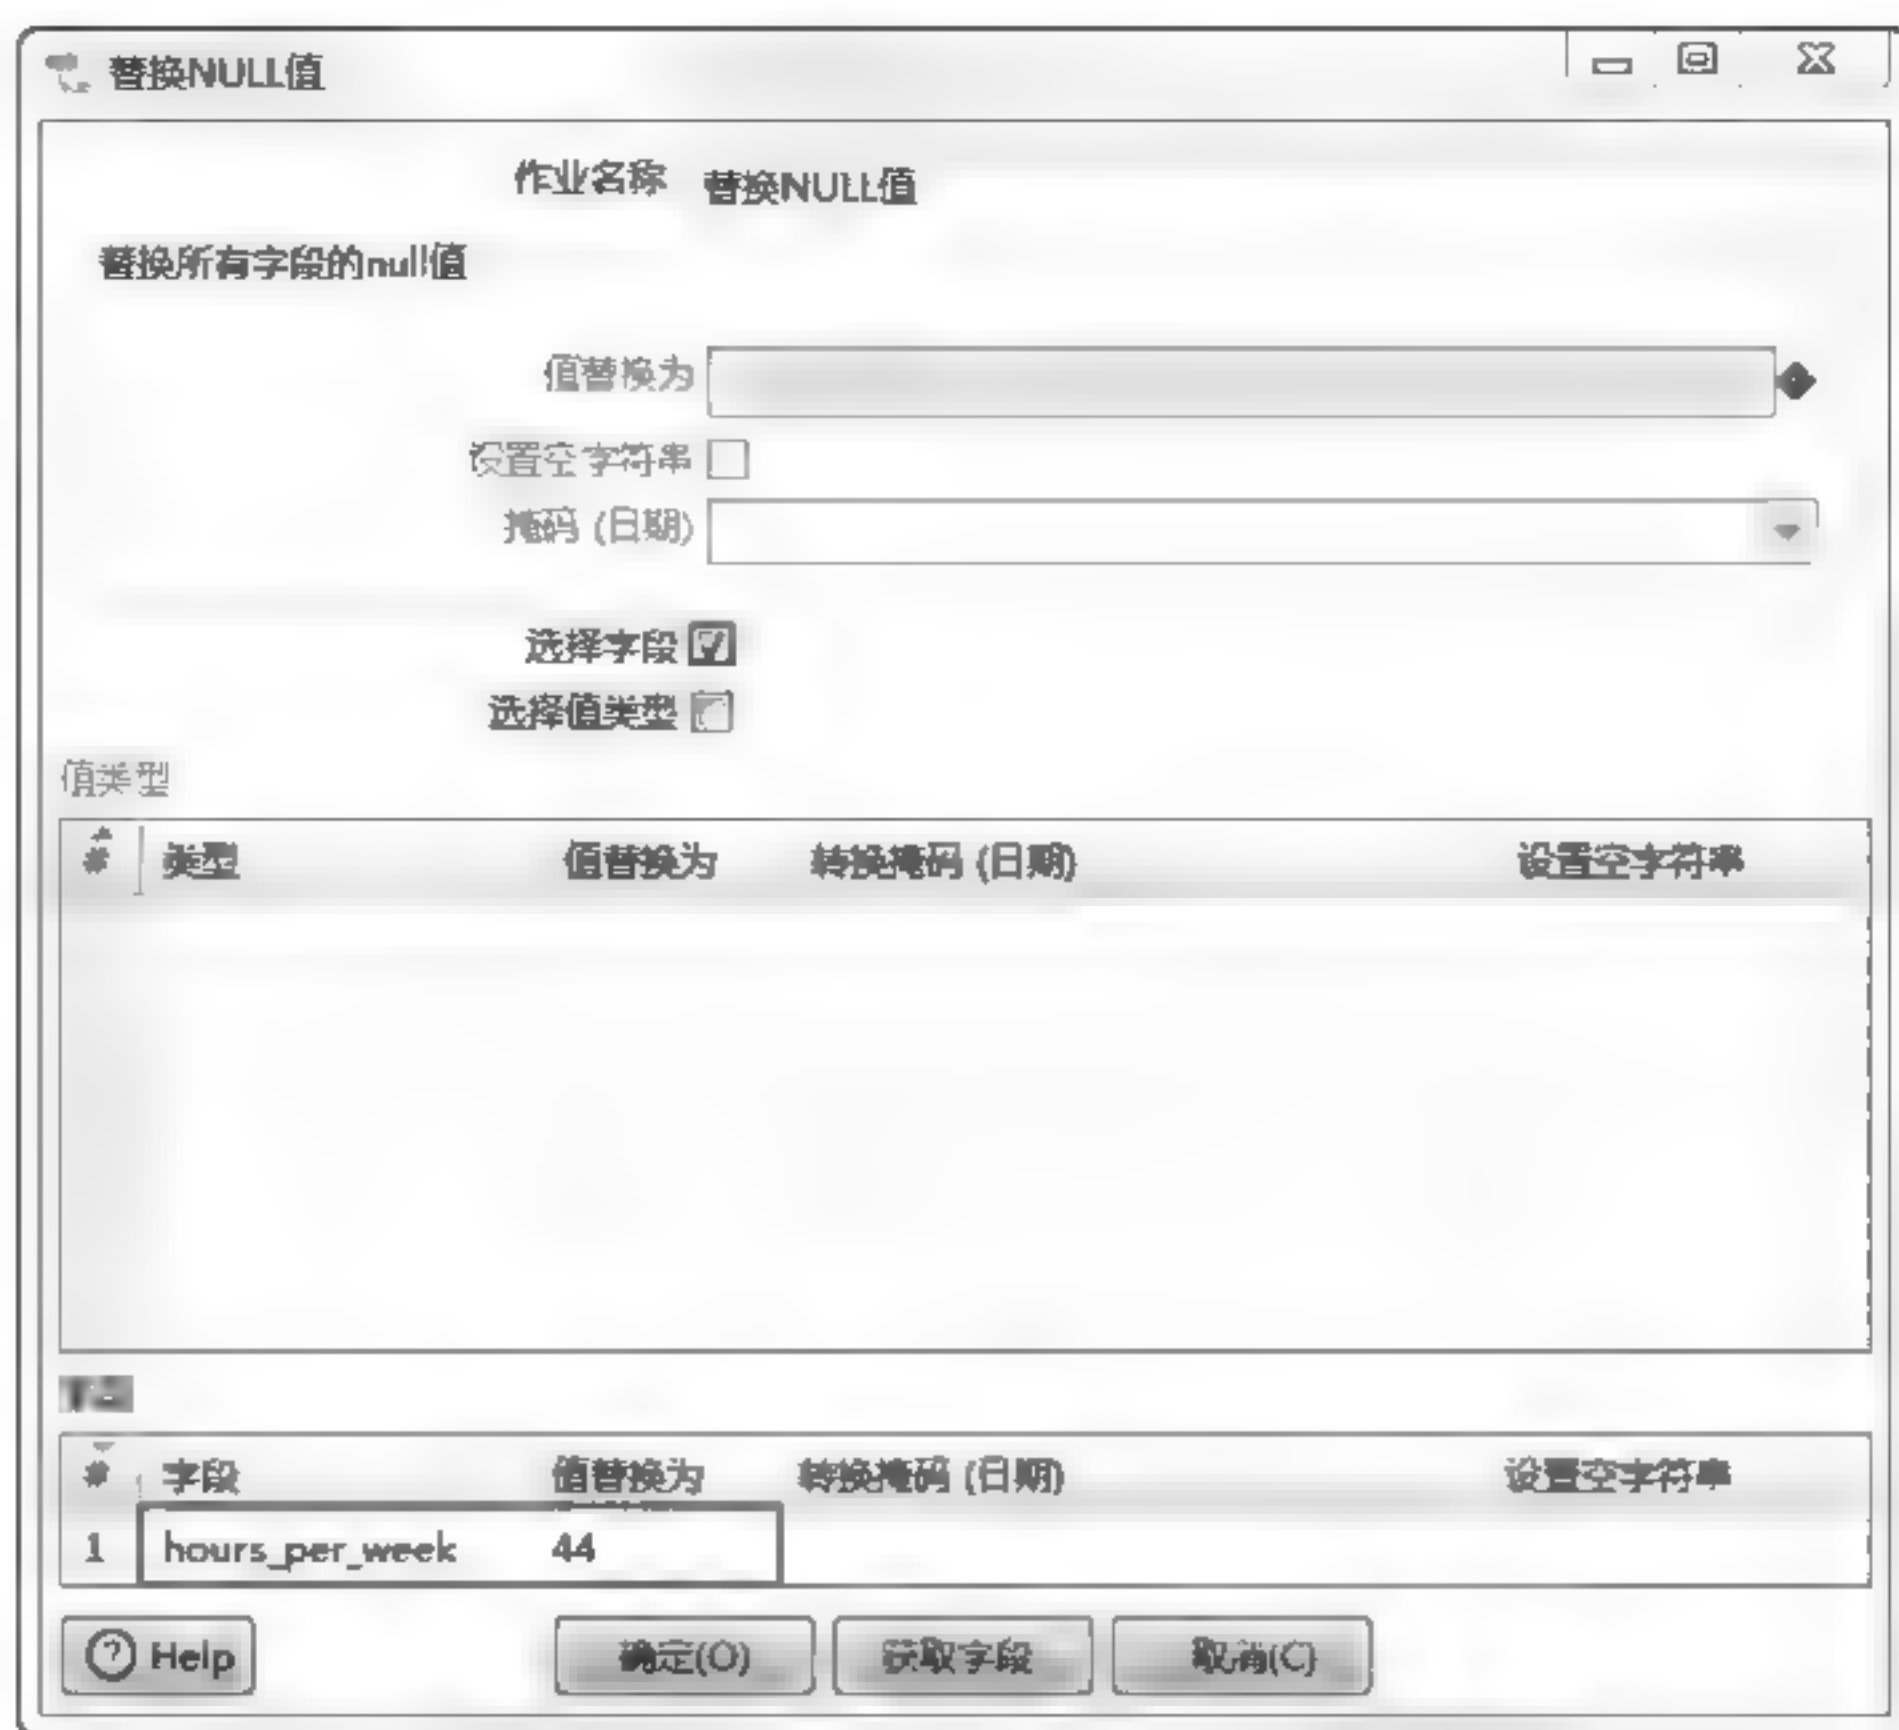 替换NULL值
作业名称 替换NULL值
替换所有字段的null值
值替换为
设置空字符串
掩码 (日期)
选择字段
选择值类型
值类型
# 类型 值替换为 转换掩码 (日期) 设置空字符串
# 字段 值替换为 转换掩码 (日期) 设置空字符串
1 hours_per_week 44
Help 确定(O) 获取字段 取消(C)